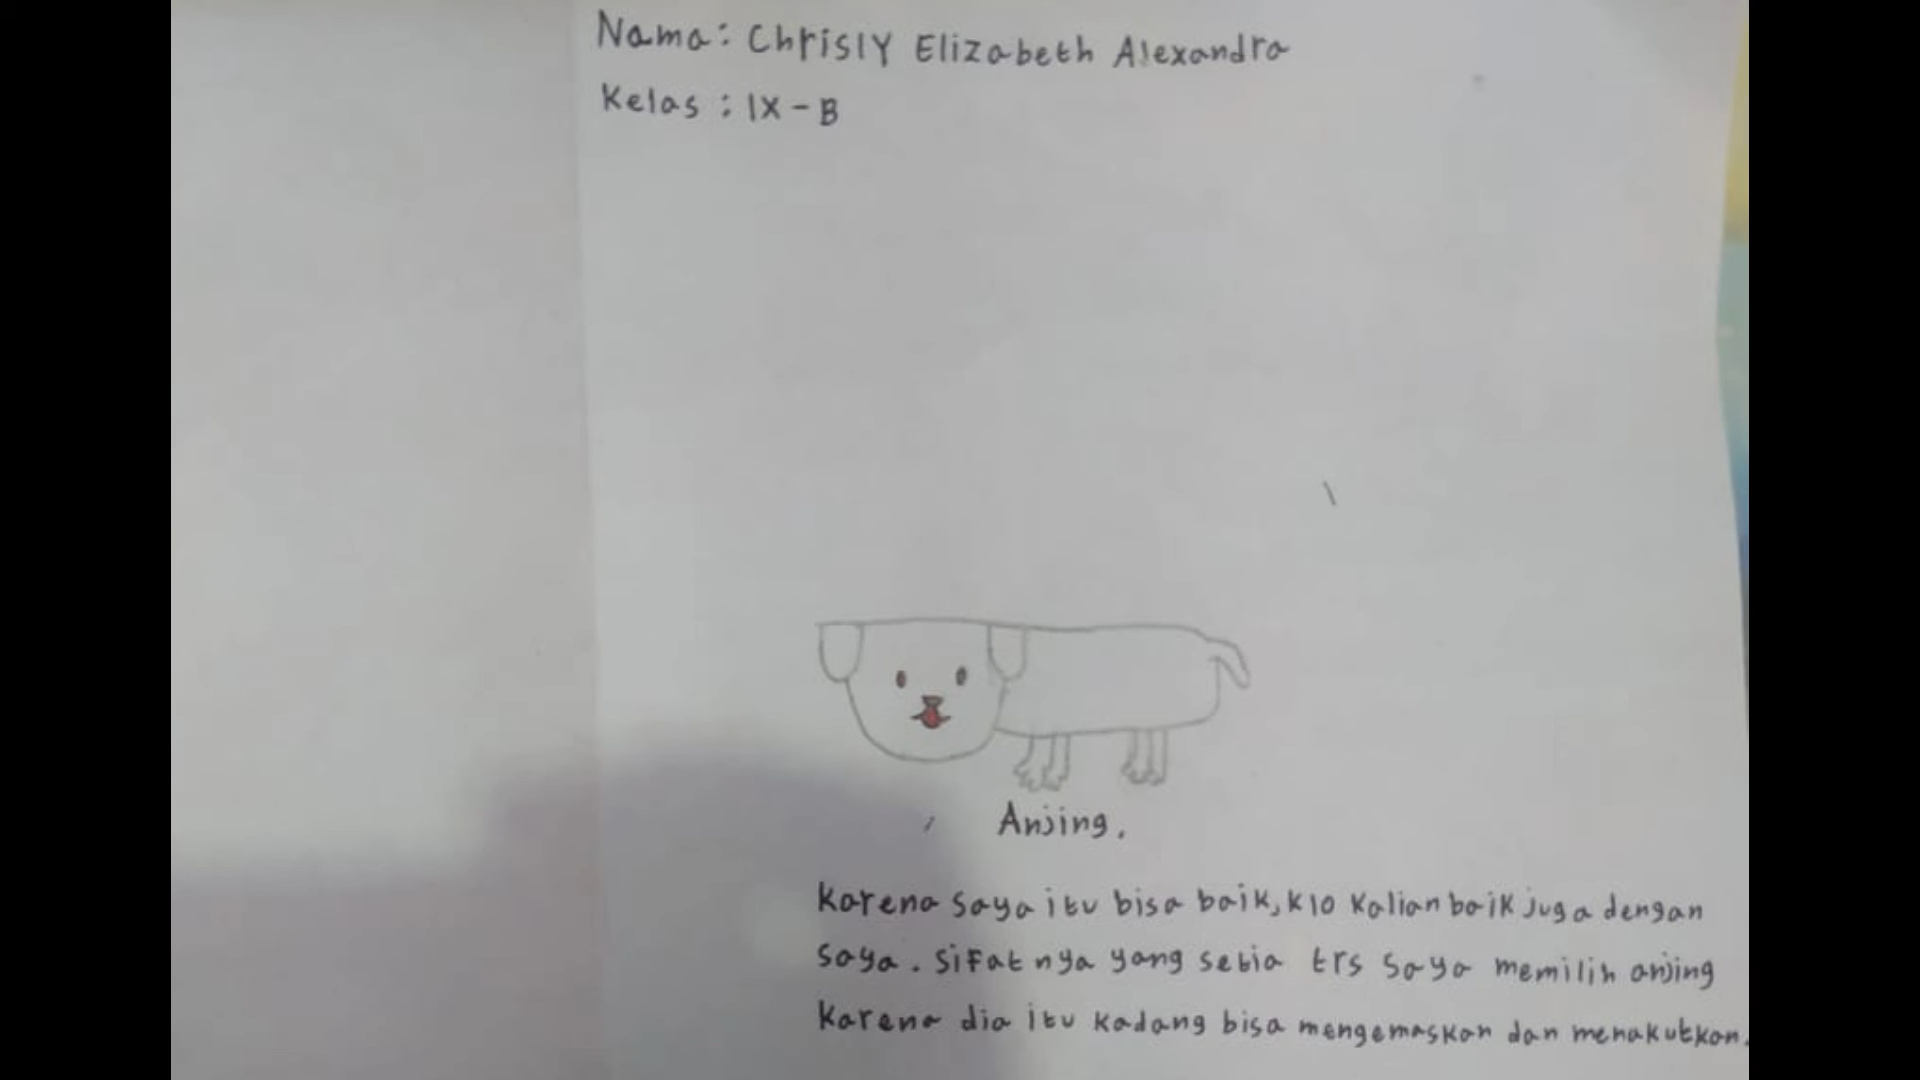 Nama: Chrisly Elizabeth Alexandra
Kelas : IX - B
Anjing.
Karena saya itu bisa baik, klo kalian baik juga dengan
saya. Sifatnya yang setia trs saya memilih anjing
karena dia itu kadang bisa mengemaskan dan menakutkan.